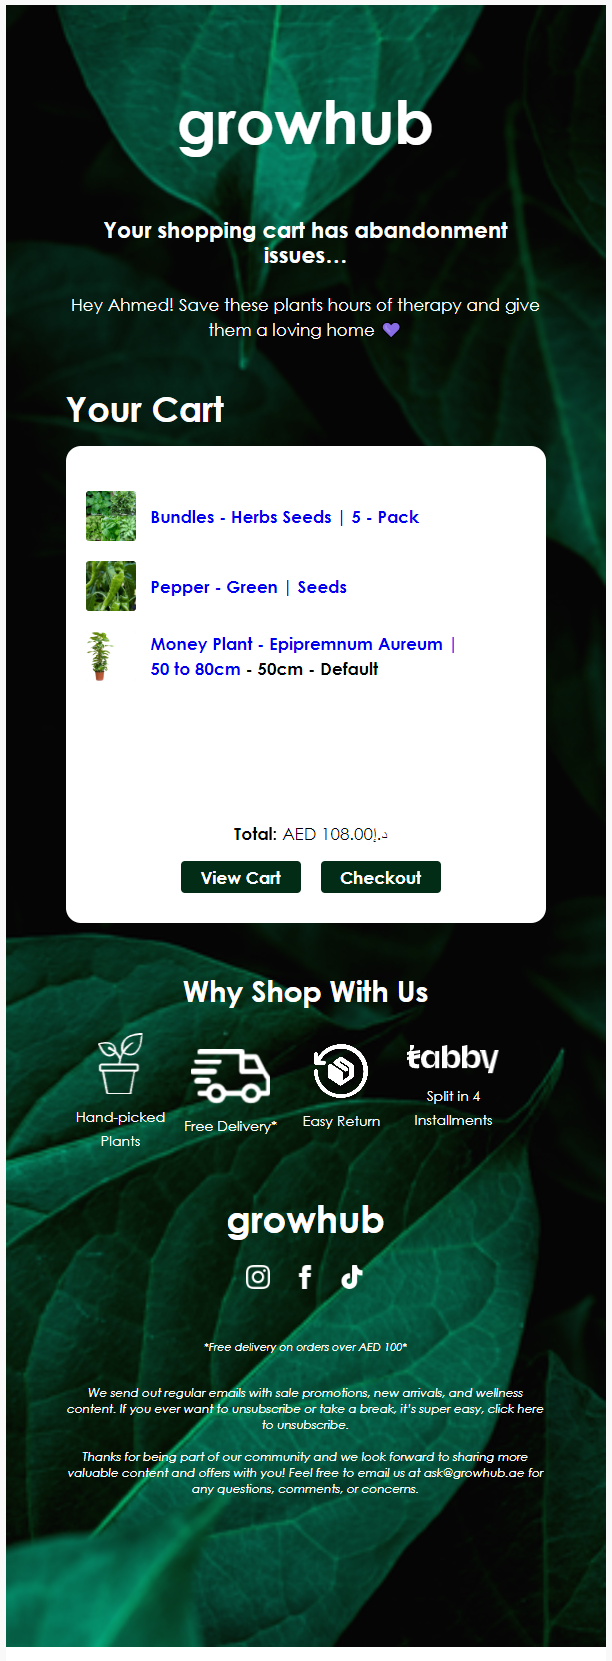 growhub
Your shopping cart has abandonment
issues...
Hey Ahmed! Save these plants hours of therapy and give
them a loving home 💜
Your Cart
Bundles - Herbs Seeds | 5 - Pack
Pepper - Green | Seeds
Money Plant - Epipremnum Aureum |
50 to 80cm - 50cm - Default
Total: AED 108.00د.إ
View Cart
Checkout
Why Shop With Us
Hand-picked
Plants
Free Delivery*
Easy Return
tabby
Split in 4
Installments
growhub
*Free delivery on orders over AED 100*
We send out regular emails with sale promotions, new arrivals, and wellness
content. If you ever want to unsubscribe or take a break, it's super easy, click here
to unsubscribe.
Thanks for being part of our community and we look forward to sharing more
valuable content and offers with you! Feel free to email us at ask@growhub.ae for
any questions, comments, or concerns.